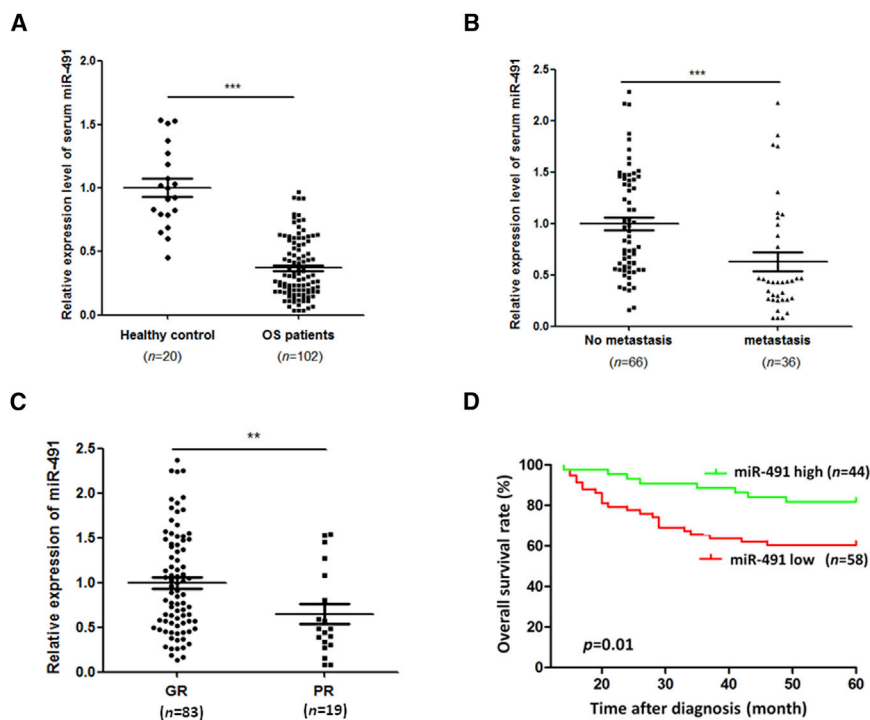 A
Relative expression level of serum miR-491
2.0
1.5
1.0
0.5
0.0
***
Healthy control
(n=20)
OS patients
(n=102)
B
Relative expression level of serum miR-491
2.5
2.0
1.5
1.0
0.5
0.0
***
No metastasis
(n=66)
metastasis
(n=36)
C
Relative expression of miR-491
2.5
2.0
1.5
1.0
0.5
0.0
**
GR
(n=83)
PR
(n=19)
D
Overall survival rate (%)
100
80
60
40
20
0
miR-491 high (n=44)
miR-491 low (n=58)
p=0.01
20 30 40 50 60
Time after diagnosis (month)